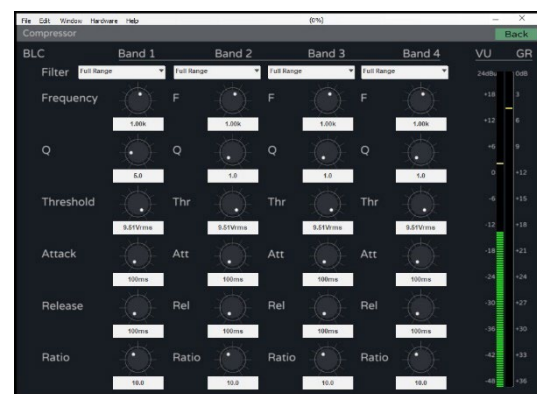 File Edit Window Hardware Help (0%)
Compressor Back
BLC Band 1 Band 2 Band 3 Band 4 VU GR
Filter Full Range Full Range Full Range Full Range 24dBu 0dB
Frequency F F F +18 3
1.00k 1.00k 1.00k 1.00k +12 6
Q Q Q Q +6 9
5.0 1.0 1.0 1.0 0 +12
Threshold Thr Thr Thr -6 +15
9.51Vrms 9.51Vrms 9.51Vrms 9.51Vrms -12 +18
Attack Att Att Att -18 +21
100ms 100ms 100ms 100ms -24 +24
Release Rel Rel Rel -30 +27
100ms 100ms 100ms 100ms -36 +30
Ratio Ratio Ratio Ratio -42 +33
10.0 10.0 10.0 10.0 -48 +36